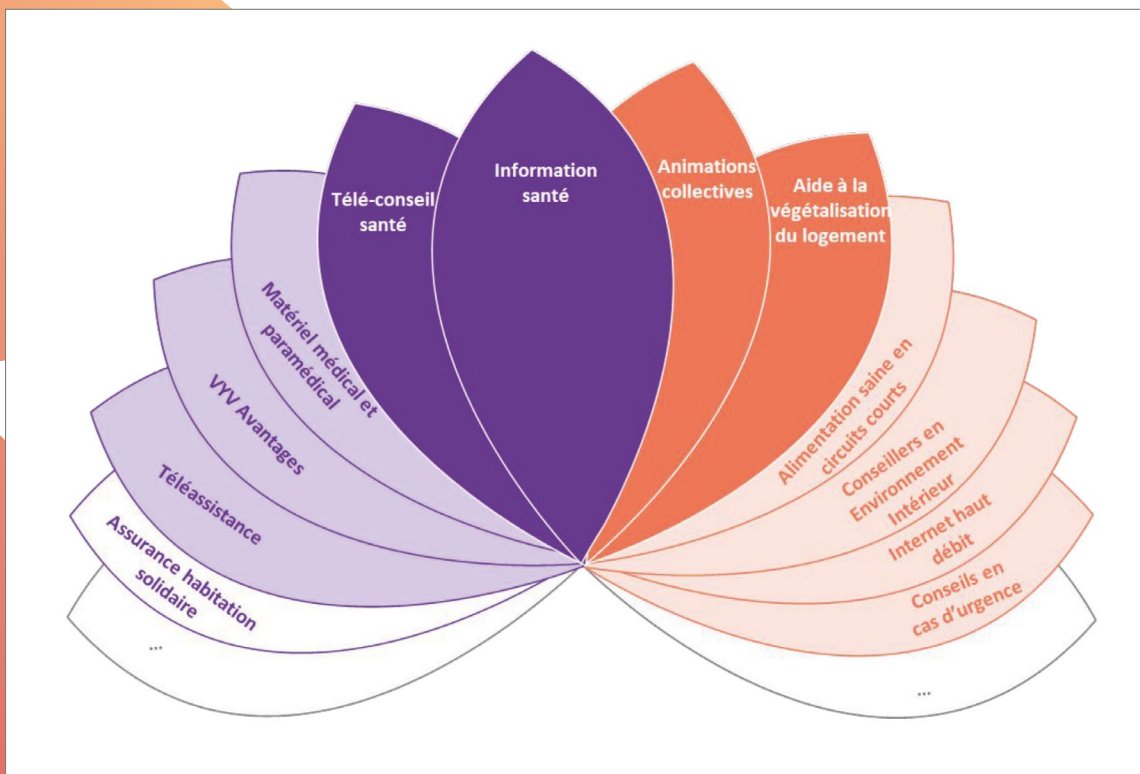 Information
santé
Télé-conseil
santé
Matériel médical et
paramédical
VYV Avantages
Téléassistance
Assurance habitation
solidaire
...
Animations
collectives
Aide à la
végétalisation
du logement
Alimentation saine en
circuits courts
Conseillers en
Environnement
Intérieur
Internet haut
débit
Conseils en
cas d'urgence
...